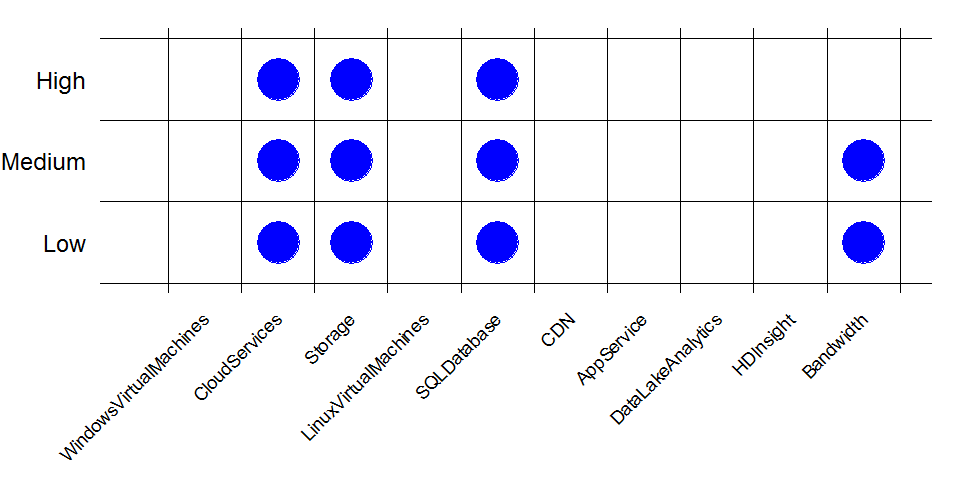 High
Medium
Low
WindowsVirtualMachines
CloudServices
Storage
LinuxVirtualMachines
SQLDatabase
CDN
AppService
DataLakeAnalytics
HDInsight
Bandwidth